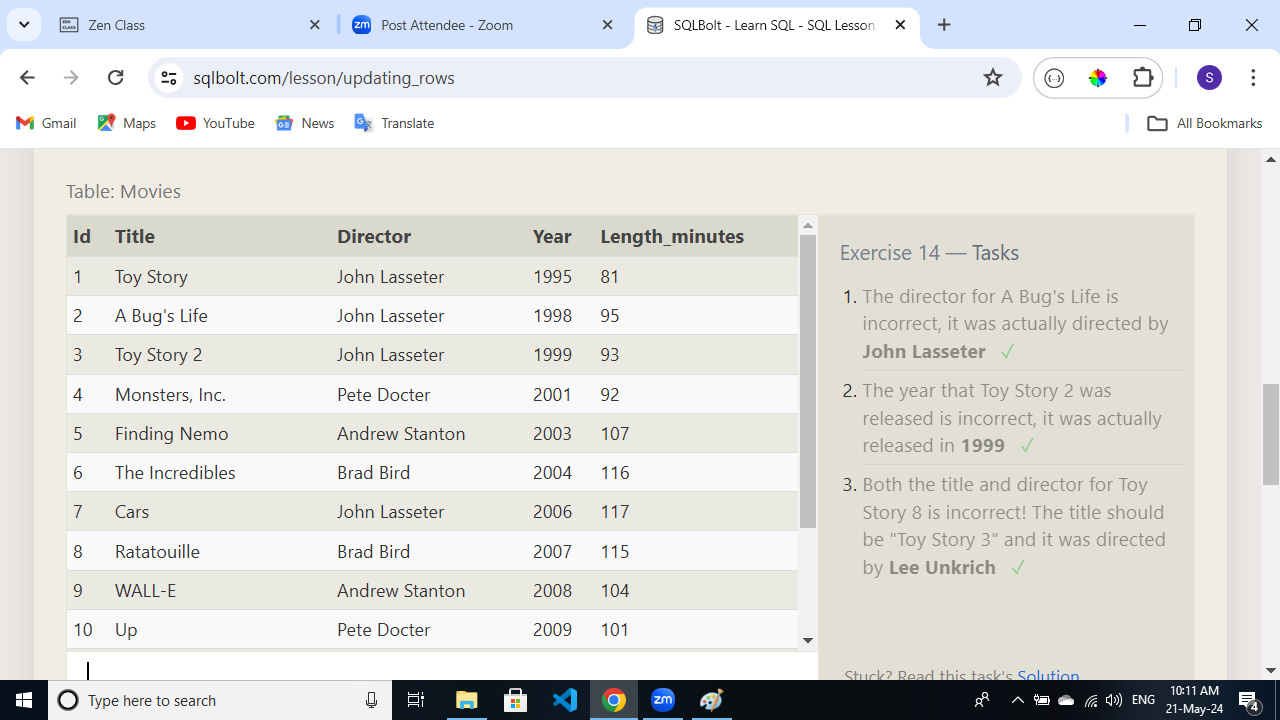 Zen Class
Post Attendee - Zoom
SQLBolt - Learn SQL - SQL Lesson
sqlbolt.com/lesson/updating_rows
S
Gmail
Maps
YouTube
News
Translate
All Bookmarks
Table: Movies
Id Title Director Year Length_minutes
1 Toy Story John Lasseter 1995 81
2 A Bug's Life John Lasseter 1998 95
3 Toy Story 2 John Lasseter 1999 93
4 Monsters, Inc. Pete Docter 2001 92
5 Finding Nemo Andrew Stanton 2003 107
6 The Incredibles Brad Bird 2004 116
7 Cars John Lasseter 2006 117
8 Ratatouille Brad Bird 2007 115
9 WALL-E Andrew Stanton 2008 104
10 Up Pete Docter 2009 101
Exercise 14 — Tasks
1. The director for A Bug's Life is
incorrect, it was actually directed by
John Lasseter ✓
2. The year that Toy Story 2 was
released is incorrect, it was actually
released in 1999 ✓
3. Both the title and director for Toy
Story 8 is incorrect! The title should
be "Toy Story 3" and it was directed
by Lee Unkrich ✓
Stuck? Read this task's Solution
Type here to search
ENG
10:11 AM
21-May-24
4